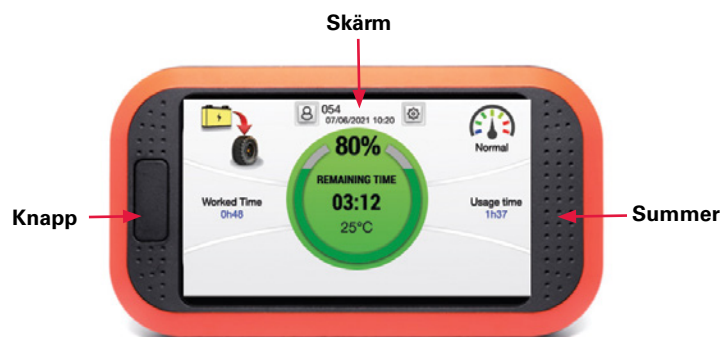 Skärm
054
07/06/2021 10:20
Normal
80%
REMAINING TIME
03:12
25°C
Worked Time
0h48
Usage time
1h37
Knapp
Summer